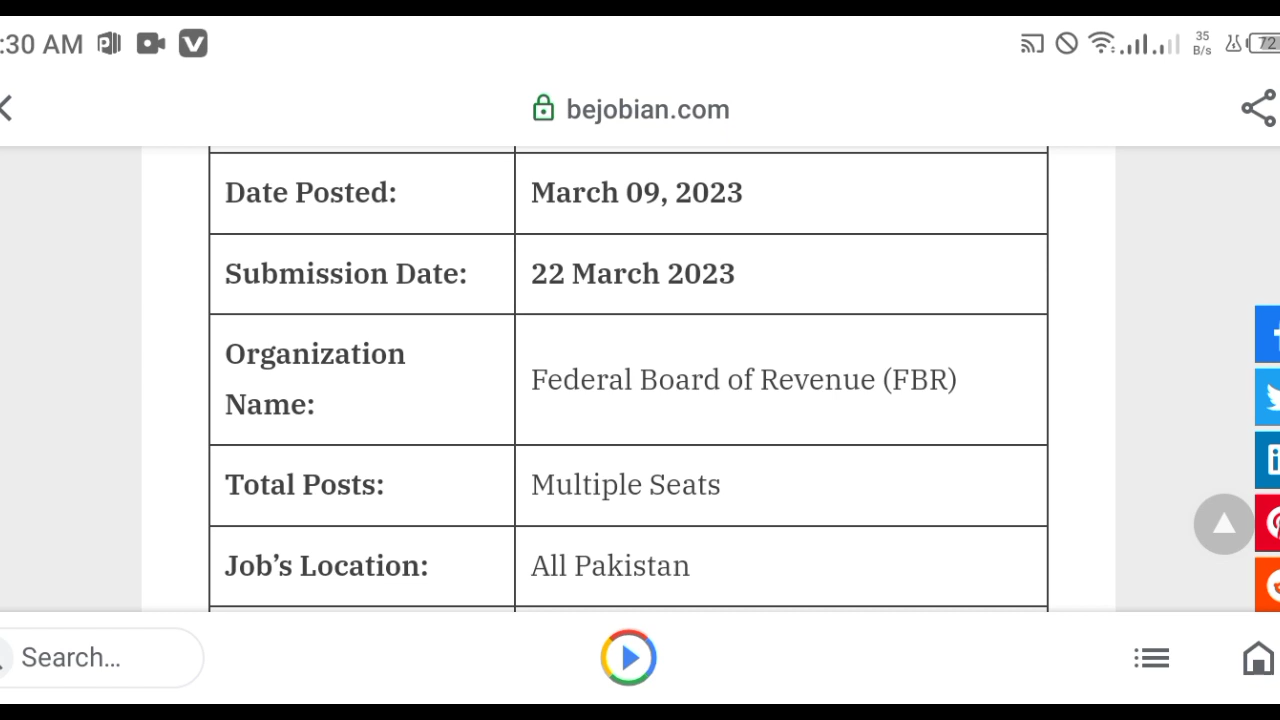 :30 AM
35
B/s
72
bejobian.com
Date Posted: March 09, 2023
Submission Date: 22 March 2023
Organization
Name:
Federal Board of Revenue (FBR)
Total Posts: Multiple Seats
Job’s Location: All Pakistan
Search...